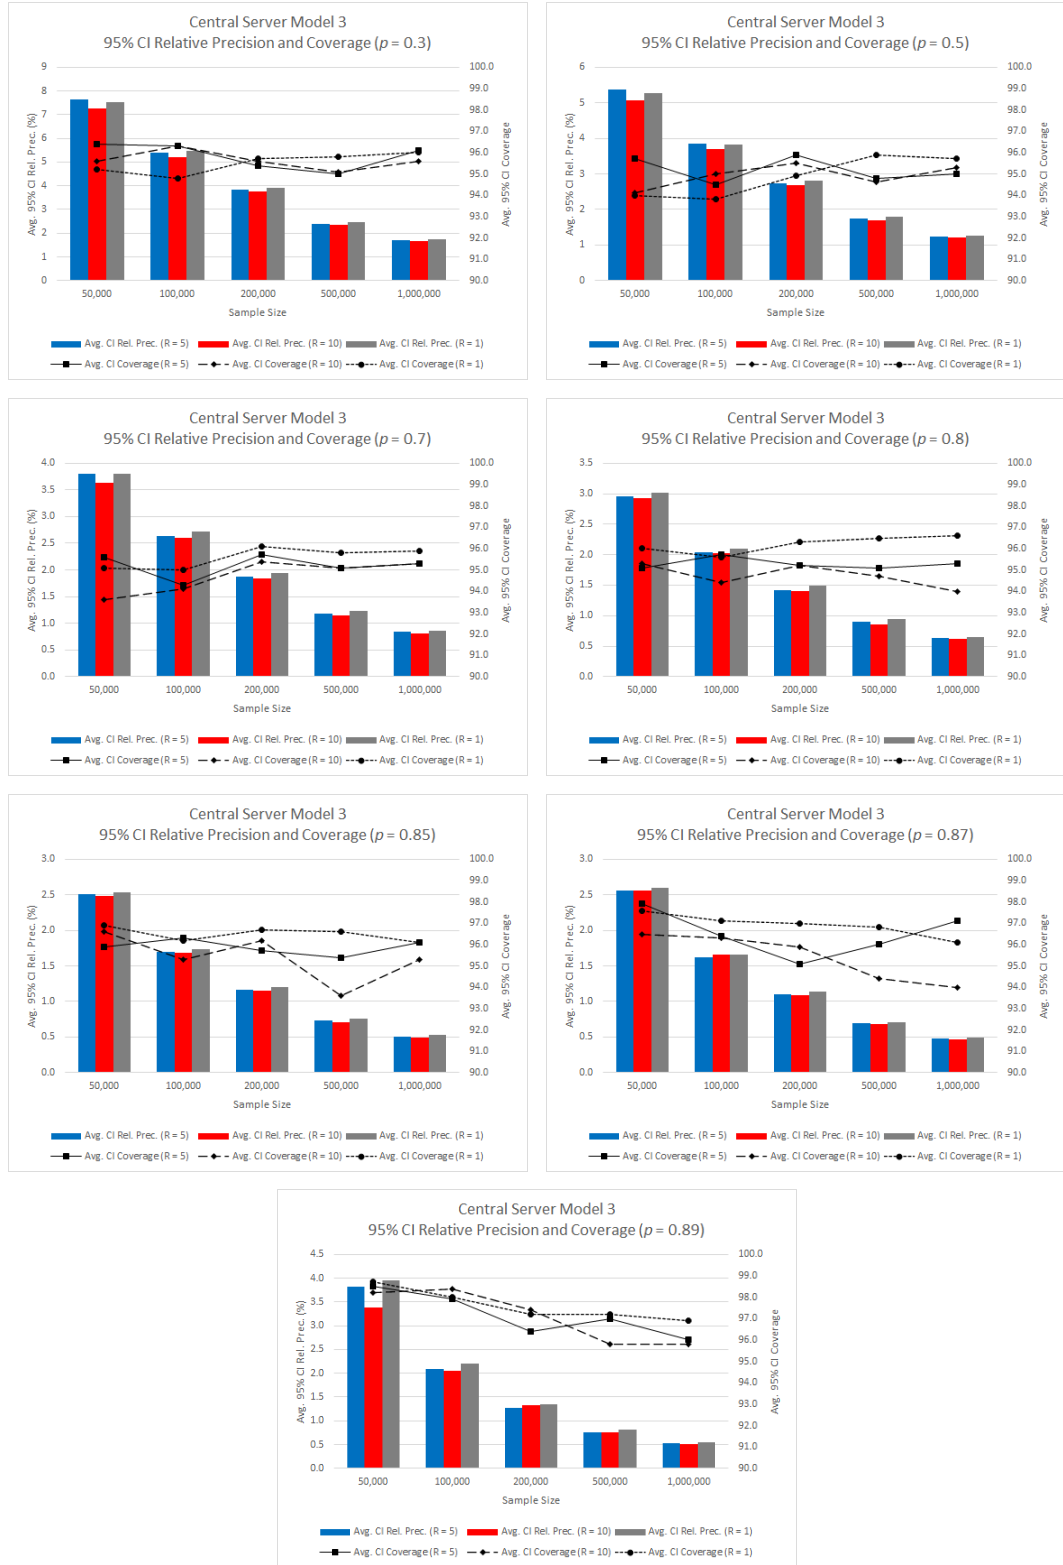 Central Server Model 3
95% CI Relative Precision and Coverage (p = 0.3)
Avg. 95% CI Rel. Prec. (%)
9
8
7
6
5
4
3
2
1
0
100.0
99.0
98.0
97.0
96.0
95.0
94.0
93.0
92.0
91.0
90.0
Avg. 95% CI Coverage
50,000 100,000 200,000 500,000 1,000,000
Sample Size
Avg. CI Rel. Prec. (R = 5) Avg. CI Rel. Prec. (R = 10) Avg. CI Rel. Prec. (R = 1)
Avg. CI Coverage (R = 5) Avg. CI Coverage (R = 10) Avg. CI Coverage (R = 1)
Central Server Model 3
95% CI Relative Precision and Coverage (p = 0.5)
Avg. 95% CI Rel. Prec. (%)
6
5
4
3
2
1
0
100.0
99.0
98.0
97.0
96.0
95.0
94.0
93.0
92.0
91.0
90.0
Avg. 95% CI Coverage
50,000 100,000 200,000 500,000 1,000,000
Sample Size
Avg. CI Rel. Prec. (R = 5) Avg. CI Rel. Prec. (R = 10) Avg. CI Rel. Prec. (R = 1)
Avg. CI Coverage (R = 5) Avg. CI Coverage (R = 10) Avg. CI Coverage (R = 1)
Central Server Model 3
95% CI Relative Precision and Coverage (p = 0.7)
Avg. 95% CI Rel. Prec. (%)
4.0
3.5
3.0
2.5
2.0
1.5
1.0
0.5
0.0
100.0
99.0
98.0
97.0
96.0
95.0
94.0
93.0
92.0
91.0
90.0
Avg. 95% CI Coverage
50,000 100,000 200,000 500,000 1,000,000
Sample Size
Avg. CI Rel. Prec. (R = 5) Avg. CI Rel. Prec. (R = 10) Avg. CI Rel. Prec. (R = 1)
Avg. CI Coverage (R = 5) Avg. CI Coverage (R = 10) Avg. CI Coverage (R = 1)
Central Server Model 3
95% CI Relative Precision and Coverage (p = 0.8)
Avg. 95% CI Rel. Prec. (%)
3.5
3.0
2.5
2.0
1.5
1.0
0.5
0.0
100.0
99.0
98.0
97.0
96.0
95.0
94.0
93.0
92.0
91.0
90.0
Avg. 95% CI Coverage
50,000 100,000 200,000 500,000 1,000,000
Sample Size
Avg. CI Rel. Prec. (R = 5) Avg. CI Rel. Prec. (R = 10) Avg. CI Rel. Prec. (R = 1)
Avg. CI Coverage (R = 5) Avg. CI Coverage (R = 10) Avg. CI Coverage (R = 1)
Central Server Model 3
95% CI Relative Precision and Coverage (p = 0.85)
Avg. 95% CI Rel. Prec. (%)
3.0
2.5
2.0
1.5
1.0
0.5
0.0
100.0
99.0
98.0
97.0
96.0
95.0
94.0
93.0
92.0
91.0
90.0
Avg. 95% CI Coverage
50,000 100,000 200,000 500,000 1,000,000
Sample Size
Avg. CI Rel. Prec. (R = 5) Avg. CI Rel. Prec. (R = 10) Avg. CI Rel. Prec. (R = 1)
Avg. CI Coverage (R = 5) Avg. CI Coverage (R = 10) Avg. CI Coverage (R = 1)
Central Server Model 3
95% CI Relative Precision and Coverage (p = 0.87)
Avg. 95% CI Rel. Prec. (%)
3.0
2.5
2.0
1.5
1.0
0.5
0.0
100.0
99.0
98.0
97.0
96.0
95.0
94.0
93.0
92.0
91.0
90.0
Avg. 95% CI Coverage
50,000 100,000 200,000 500,000 1,000,000
Sample Size
Avg. CI Rel. Prec. (R = 5) Avg. CI Rel. Prec. (R = 10) Avg. CI Rel. Prec. (R = 1)
Avg. CI Coverage (R = 5) Avg. CI Coverage (R = 10) Avg. CI Coverage (R = 1)
Central Server Model 3
95% CI Relative Precision and Coverage (p = 0.89)
Avg. 95% CI Rel. Prec. (%)
4.5
4.0
3.5
3.0
2.5
2.0
1.5
1.0
0.5
0.0
100.0
99.0
98.0
97.0
96.0
95.0
94.0
93.0
92.0
91.0
90.0
Avg. 95% CI Coverage
50,000 100,000 200,000 500,000 1,000,000
Sample Size
Avg. CI Rel. Prec. (R = 5) Avg. CI Rel. Prec. (R = 10) Avg. CI Rel. Prec. (R = 1)
Avg. CI Coverage (R = 5) Avg. CI Coverage (R = 10) Avg. CI Coverage (R = 1)